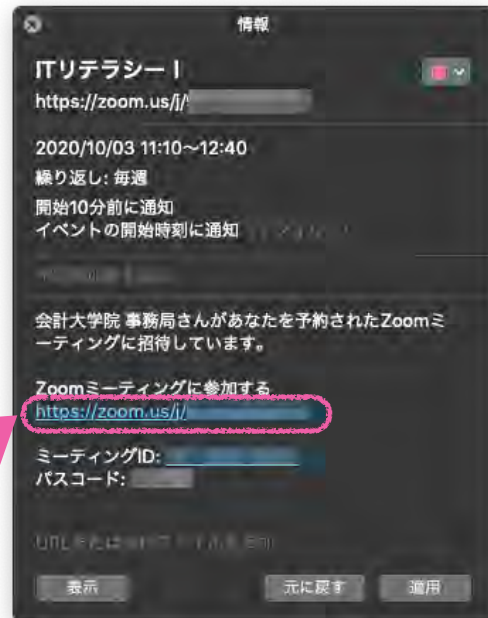 情報
ITリテラシー I
https://zoom.us/j/
2020/10/03 11:10〜12:40
繰り返し: 毎週
開始10分前に通知
イベントの開始時刻に通知
会計大学院 事務局さんがあなたを予約されたZoomミ
ーティングに招待しています。
Zoomミーティングに参加する
https://zoom.us/j/
ミーティングID:
パスコード:
表示
元に戻す
適用